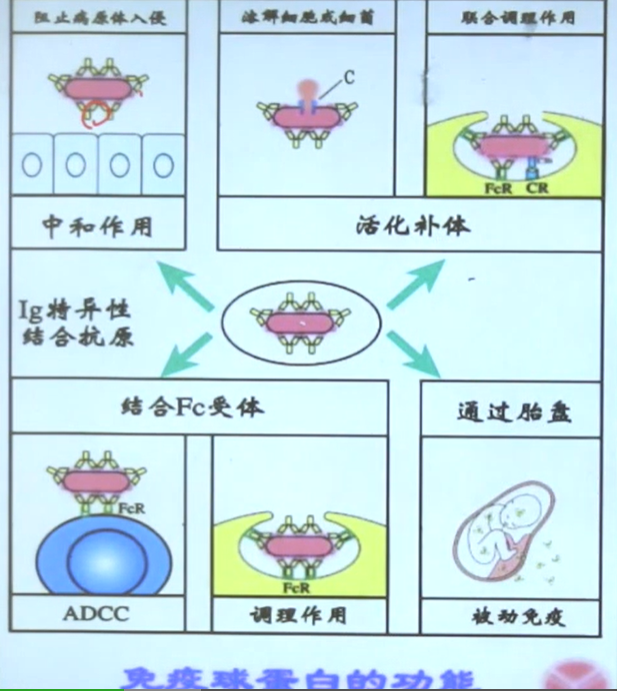 阻止病原体入侵
溶解细胞或细菌
联合调理作用
C
FcR CR
中和作用
活化补体
Ig特异性
结合抗原
结合Fc受体
通过胎盘
FcR
FcR
ADCC
调理作用
被动免疫
免疫球蛋白的功能